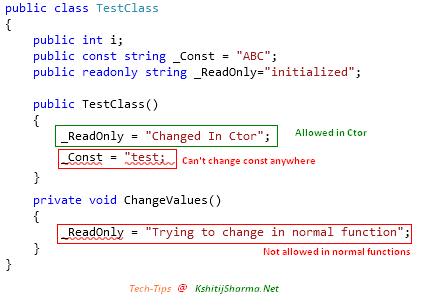 public class TestClass
{
public int i;
public const string _Const = "ABC";
public readonly string _ReadOnly="initialized";
public TestClass()
{
_ReadOnly = "Changed In Ctor"; Allowed in Ctor
_Const = "test; Can't change const anywhere
}
private void ChangeValues()
{
_ReadOnly = "Trying to change in normal function";
} Not allowed in normal functions
}
Tech-Tips @ KshitijSharma.Net